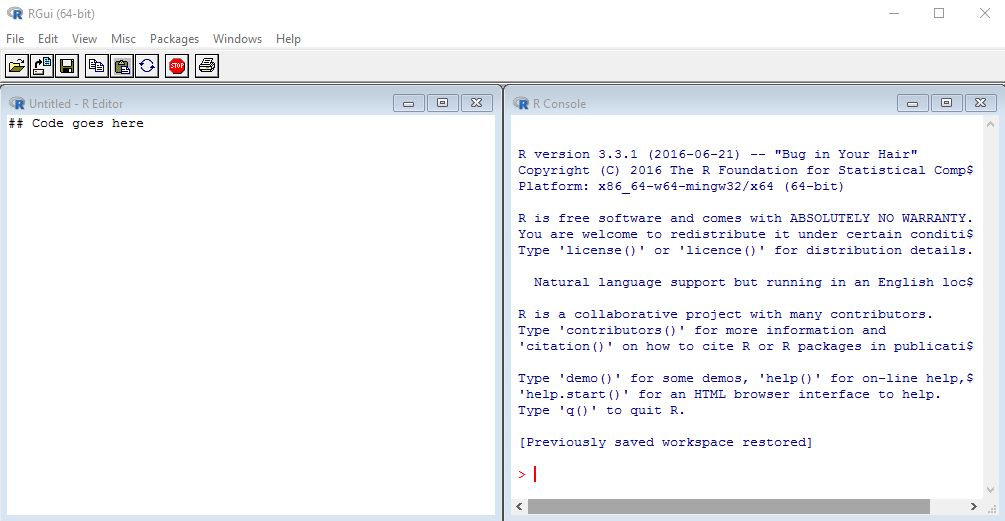 RGui (64-bit)
File Edit View Misc Packages Windows Help
STOP
Untitled - R Editor
## Code goes here
R Console
R version 3.3.1 (2016-06-21) -- "Bug in Your Hair"
Copyright (C) 2016 The R Foundation for Statistical Comp$
Platform: x86_64-w64-mingw32/x64 (64-bit)
R is free software and comes with ABSOLUTELY NO WARRANTY.
You are welcome to redistribute it under certain conditi$
Type 'license()' or 'licence()' for distribution details.
Natural language support but running in an English loc$
R is a collaborative project with many contributors.
Type 'contributors()' for more information and
'citation()' on how to cite R or R packages in publicati$
Type 'demo()' for some demos, 'help()' for on-line help,$
'help.start()' for an HTML browser interface to help.
Type 'q()' to quit R.
[Previously saved workspace restored]
>